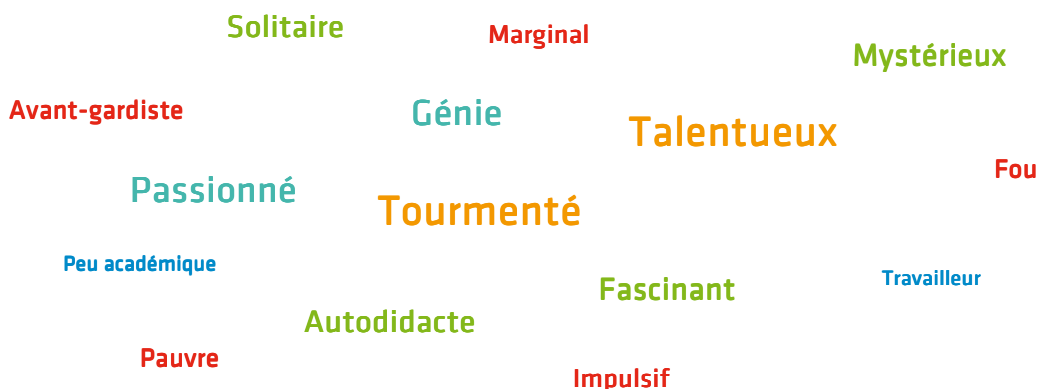 Solitaire
Marginal
Mystérieux
Avant-gardiste
Génie
Talentueux
Fou
Passionné
Tourmenté
Peu académique
Travailleur
Fascinant
Autodidacte
Pauvre
Impulsif